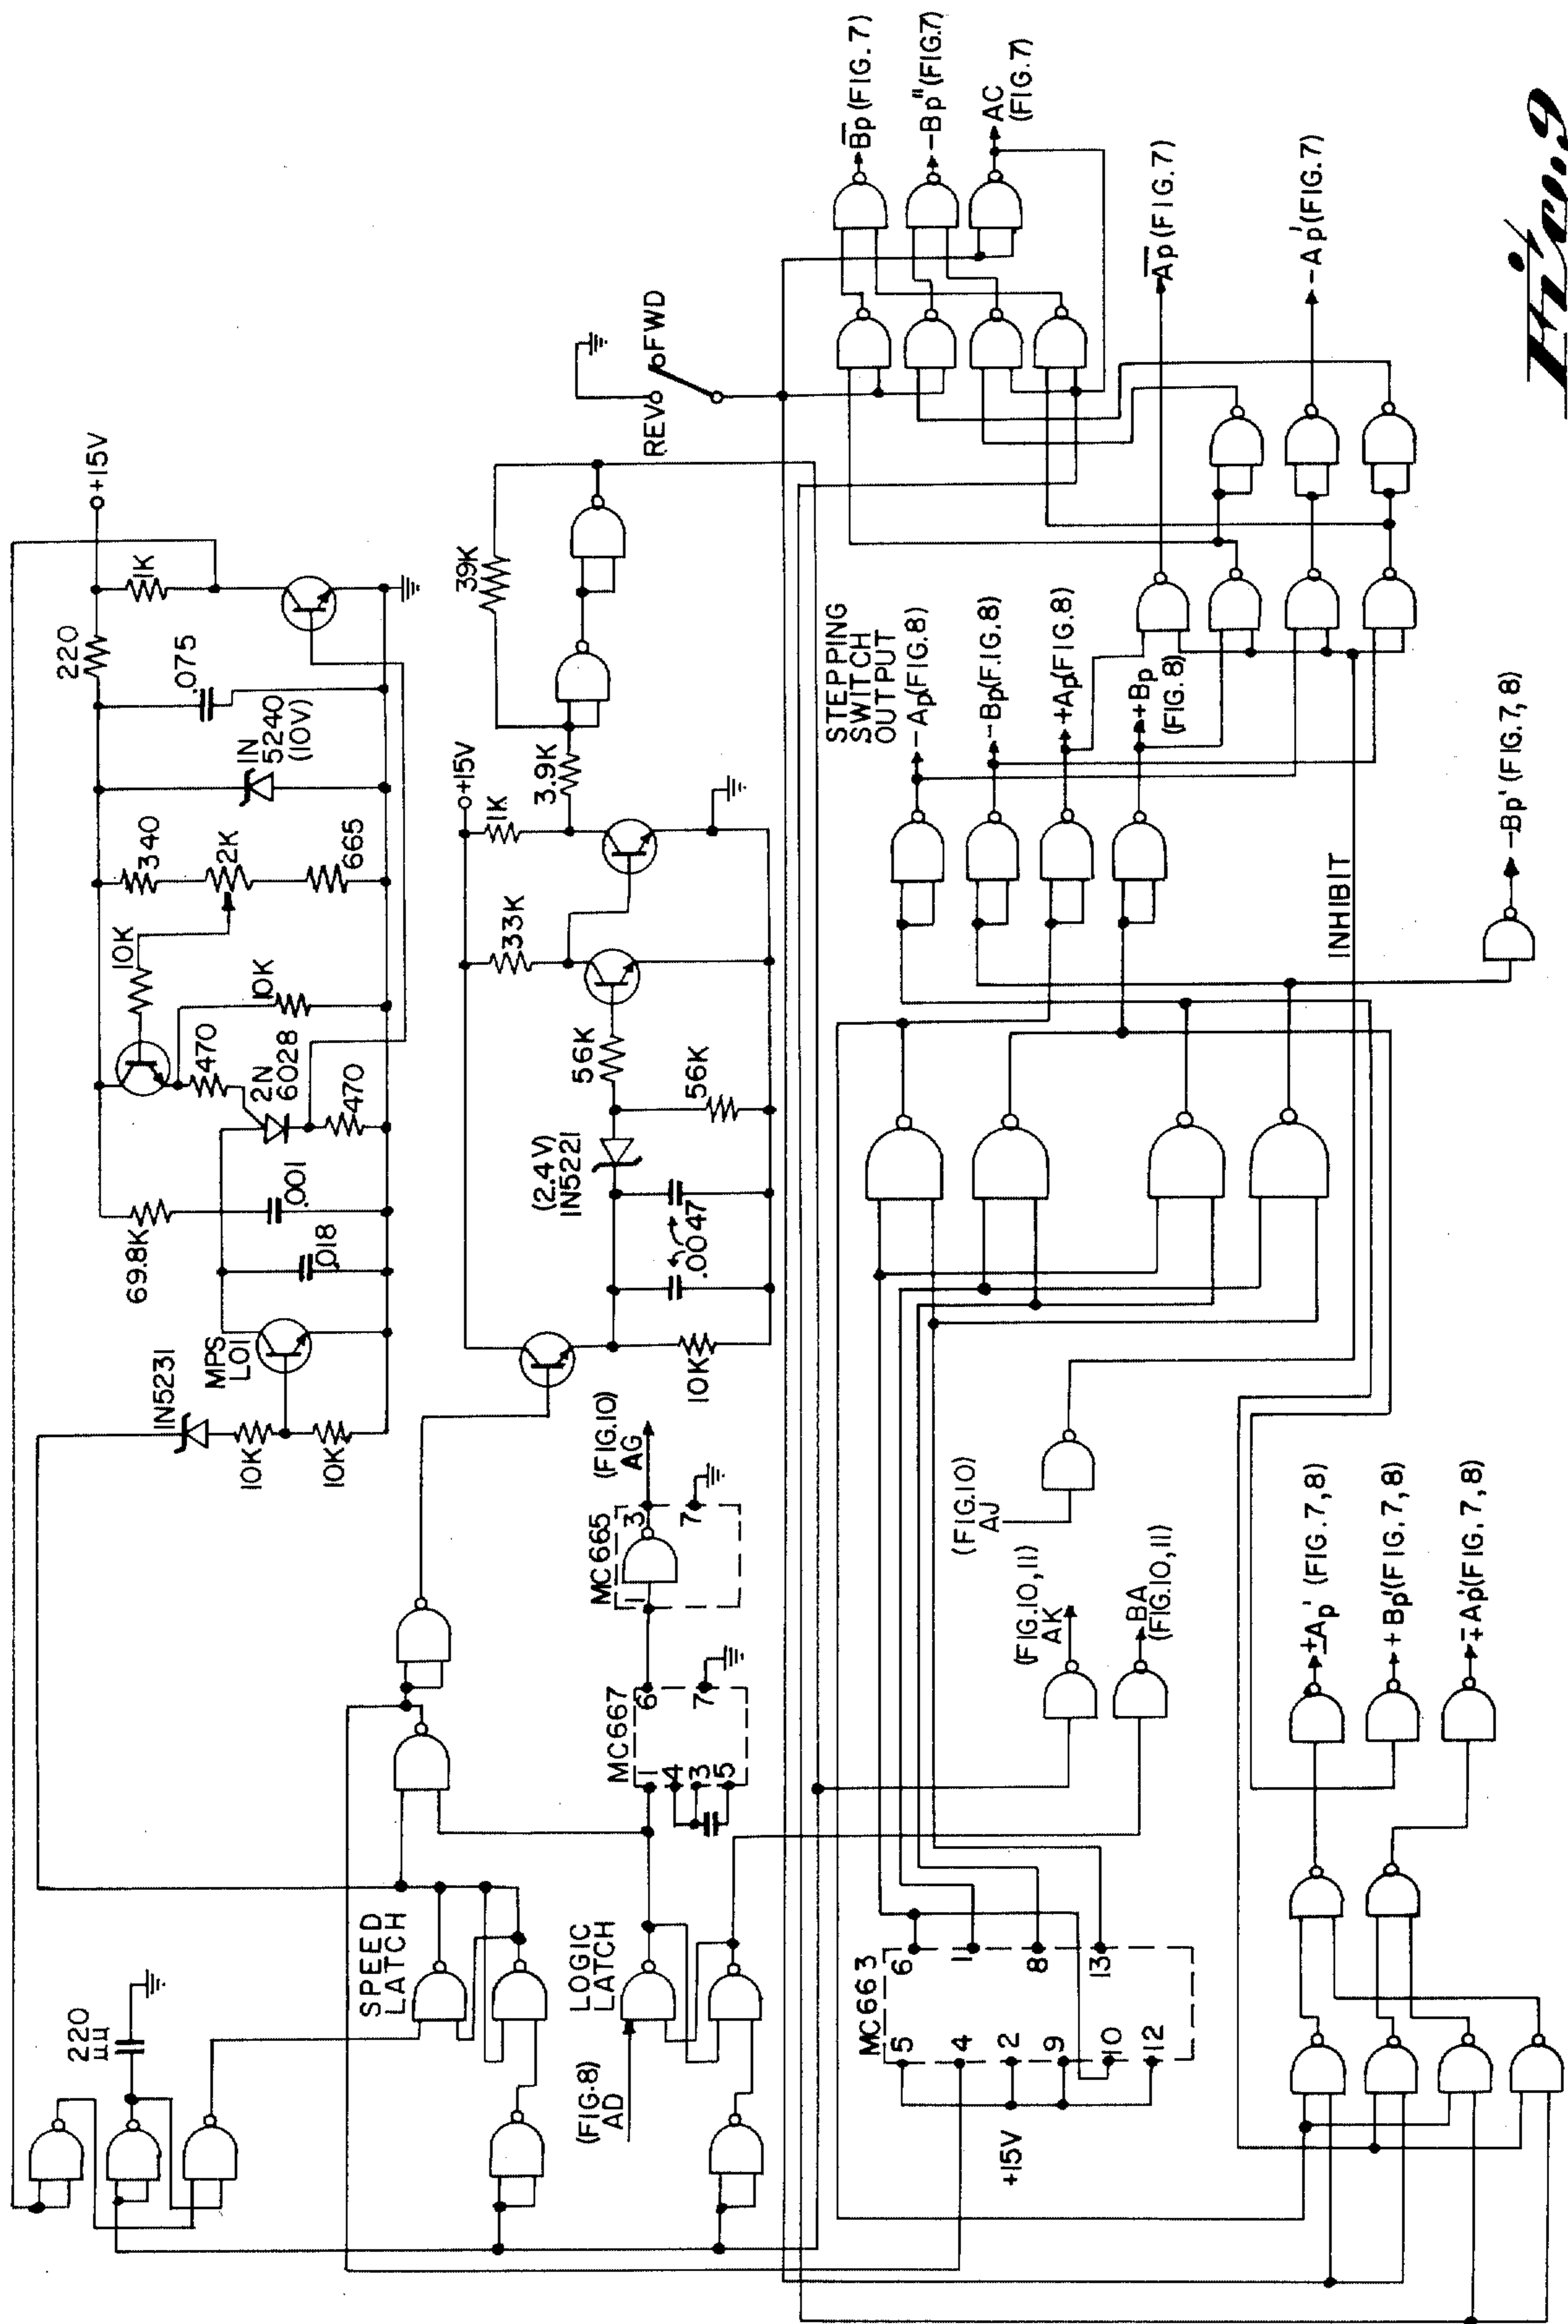 220
μμ
1N5231
MPS
L01
10K
10K
69.8K
.018
.001
470
2N
6028
470
10K
10K
340
2K
665
1N
5240
(10V)
.075
220
1K
+15V
SPEED
LATCH
LOGIC
LATCH
(FIG.8)
AD
MC667
1
4
3
5
6
7
MC665
1
3
7
(FIG.10)
AG
10K
.0047
(2.4V)
1N5221
56K
56K
33K
1K
+15V
3.9K
39K
REV
FWD
B̅p (FIG. 7)
-Bp" (FIG.7)
AC
(FIG.7)
A̅p (FIG.7)
-Ap' (FIG.7)
STEPPING
SWITCH
OUTPUT
-Ap(FIG.8)
-Bp(FIG.8)
+Ap(FIG.8)
+Bp
(FIG.8)
-Bp' (FIG.7,8)
INHIBIT
(FIG.10)
AJ
(FIG.10,11)
AK
BA
(FIG.10,11)
MC663
5
4
2
9
10
12
6
1
8
13
+15V
±Ap' (FIG.7,8)
+Bp'(FIG.7,8)
∓Ap'(FIG.7,8)
Fig. 9